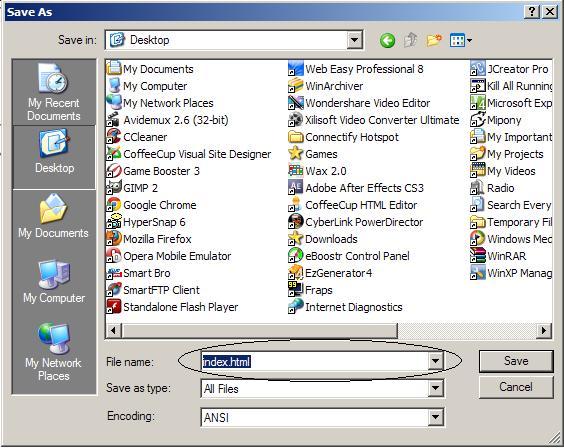 Save As
Save in: Desktop
My Recent
Documents
Desktop
My Documents
My Computer
My Network
Places
My Documents
My Computer
My Network Places
Avidemux 2.6 (32-bit)
CCleaner
CoffeeCup Visual Site Designer
Game Booster 3
GIMP 2
Google Chrome
HyperSnap 6
Mozilla Firefox
Opera Mobile Emulator
Smart Bro
SmartFTP Client
Standalone Flash Player
Web Easy Professional 8
WinArchiver
Wondershare Video Editor
Xilisoft Video Converter Ultimate
Connectify Hotspot
Games
Wax 2.0
Adobe After Effects CS3
CoffeeCup HTML Editor
CyberLink PowerDirector
Downloads
eBoostr Control Panel
EzGenerator4
Fraps
Internet Diagnostics
JCreator Pro
Kill All Running
Microsoft Exp
Mipony
My Important
My Projects
My Videos
Radio
Search Every
Temporary Fil
Windows Med
WinRAR
WinXP Manag
File name: index.html
Save as type: All Files
Encoding: ANSI
Save
Cancel